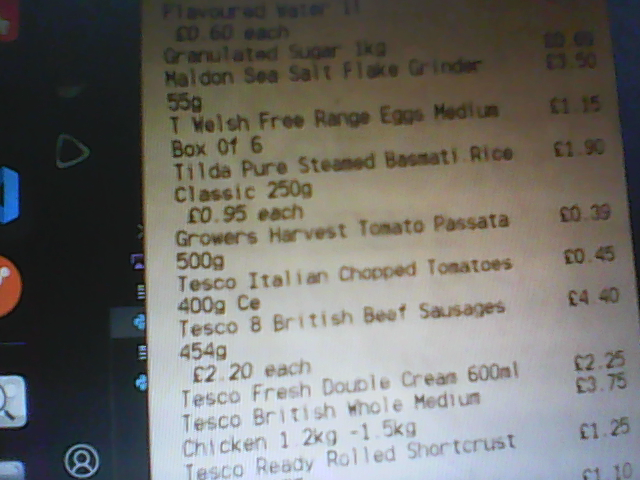 Flavoured Water 1l
£0.60 each
Granulated Sugar 1kg £0.69
Maldon Sea Salt Flake Grinder £3.50
55g
T Welsh Free Range Eggs Medium £1.15
Box Of 6
Tilda Pure Steamed Basmati Rice £1.90
Classic 250g
£0.95 each
Growers Harvest Tomato Passata £0.39
500g
Tesco Italian Chopped Tomatoes £0.45
400g Ce
Tesco 8 British Beef Sausages £4.40
454g
£2.20 each
Tesco Fresh Double Cream 600ml £2.25
Tesco British Whole Medium £3.75
Chicken 1.2kg -1.5kg
Tesco Ready Rolled Shortcrust £1.25
£1.10